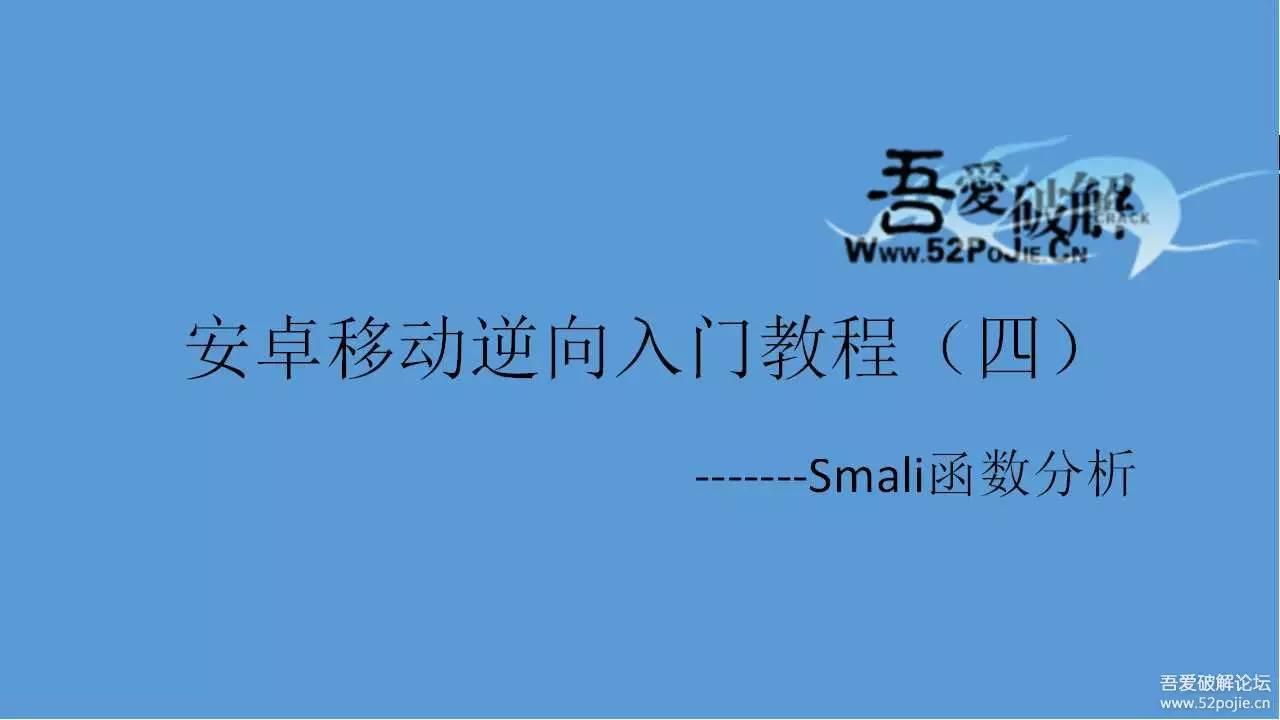 吾愛破解
CRACK
WWW.52POJIE.CN
安卓移动逆向入门教程（四）
-------Smali函数分析
吾爱破解论坛
www.52pojie.cn